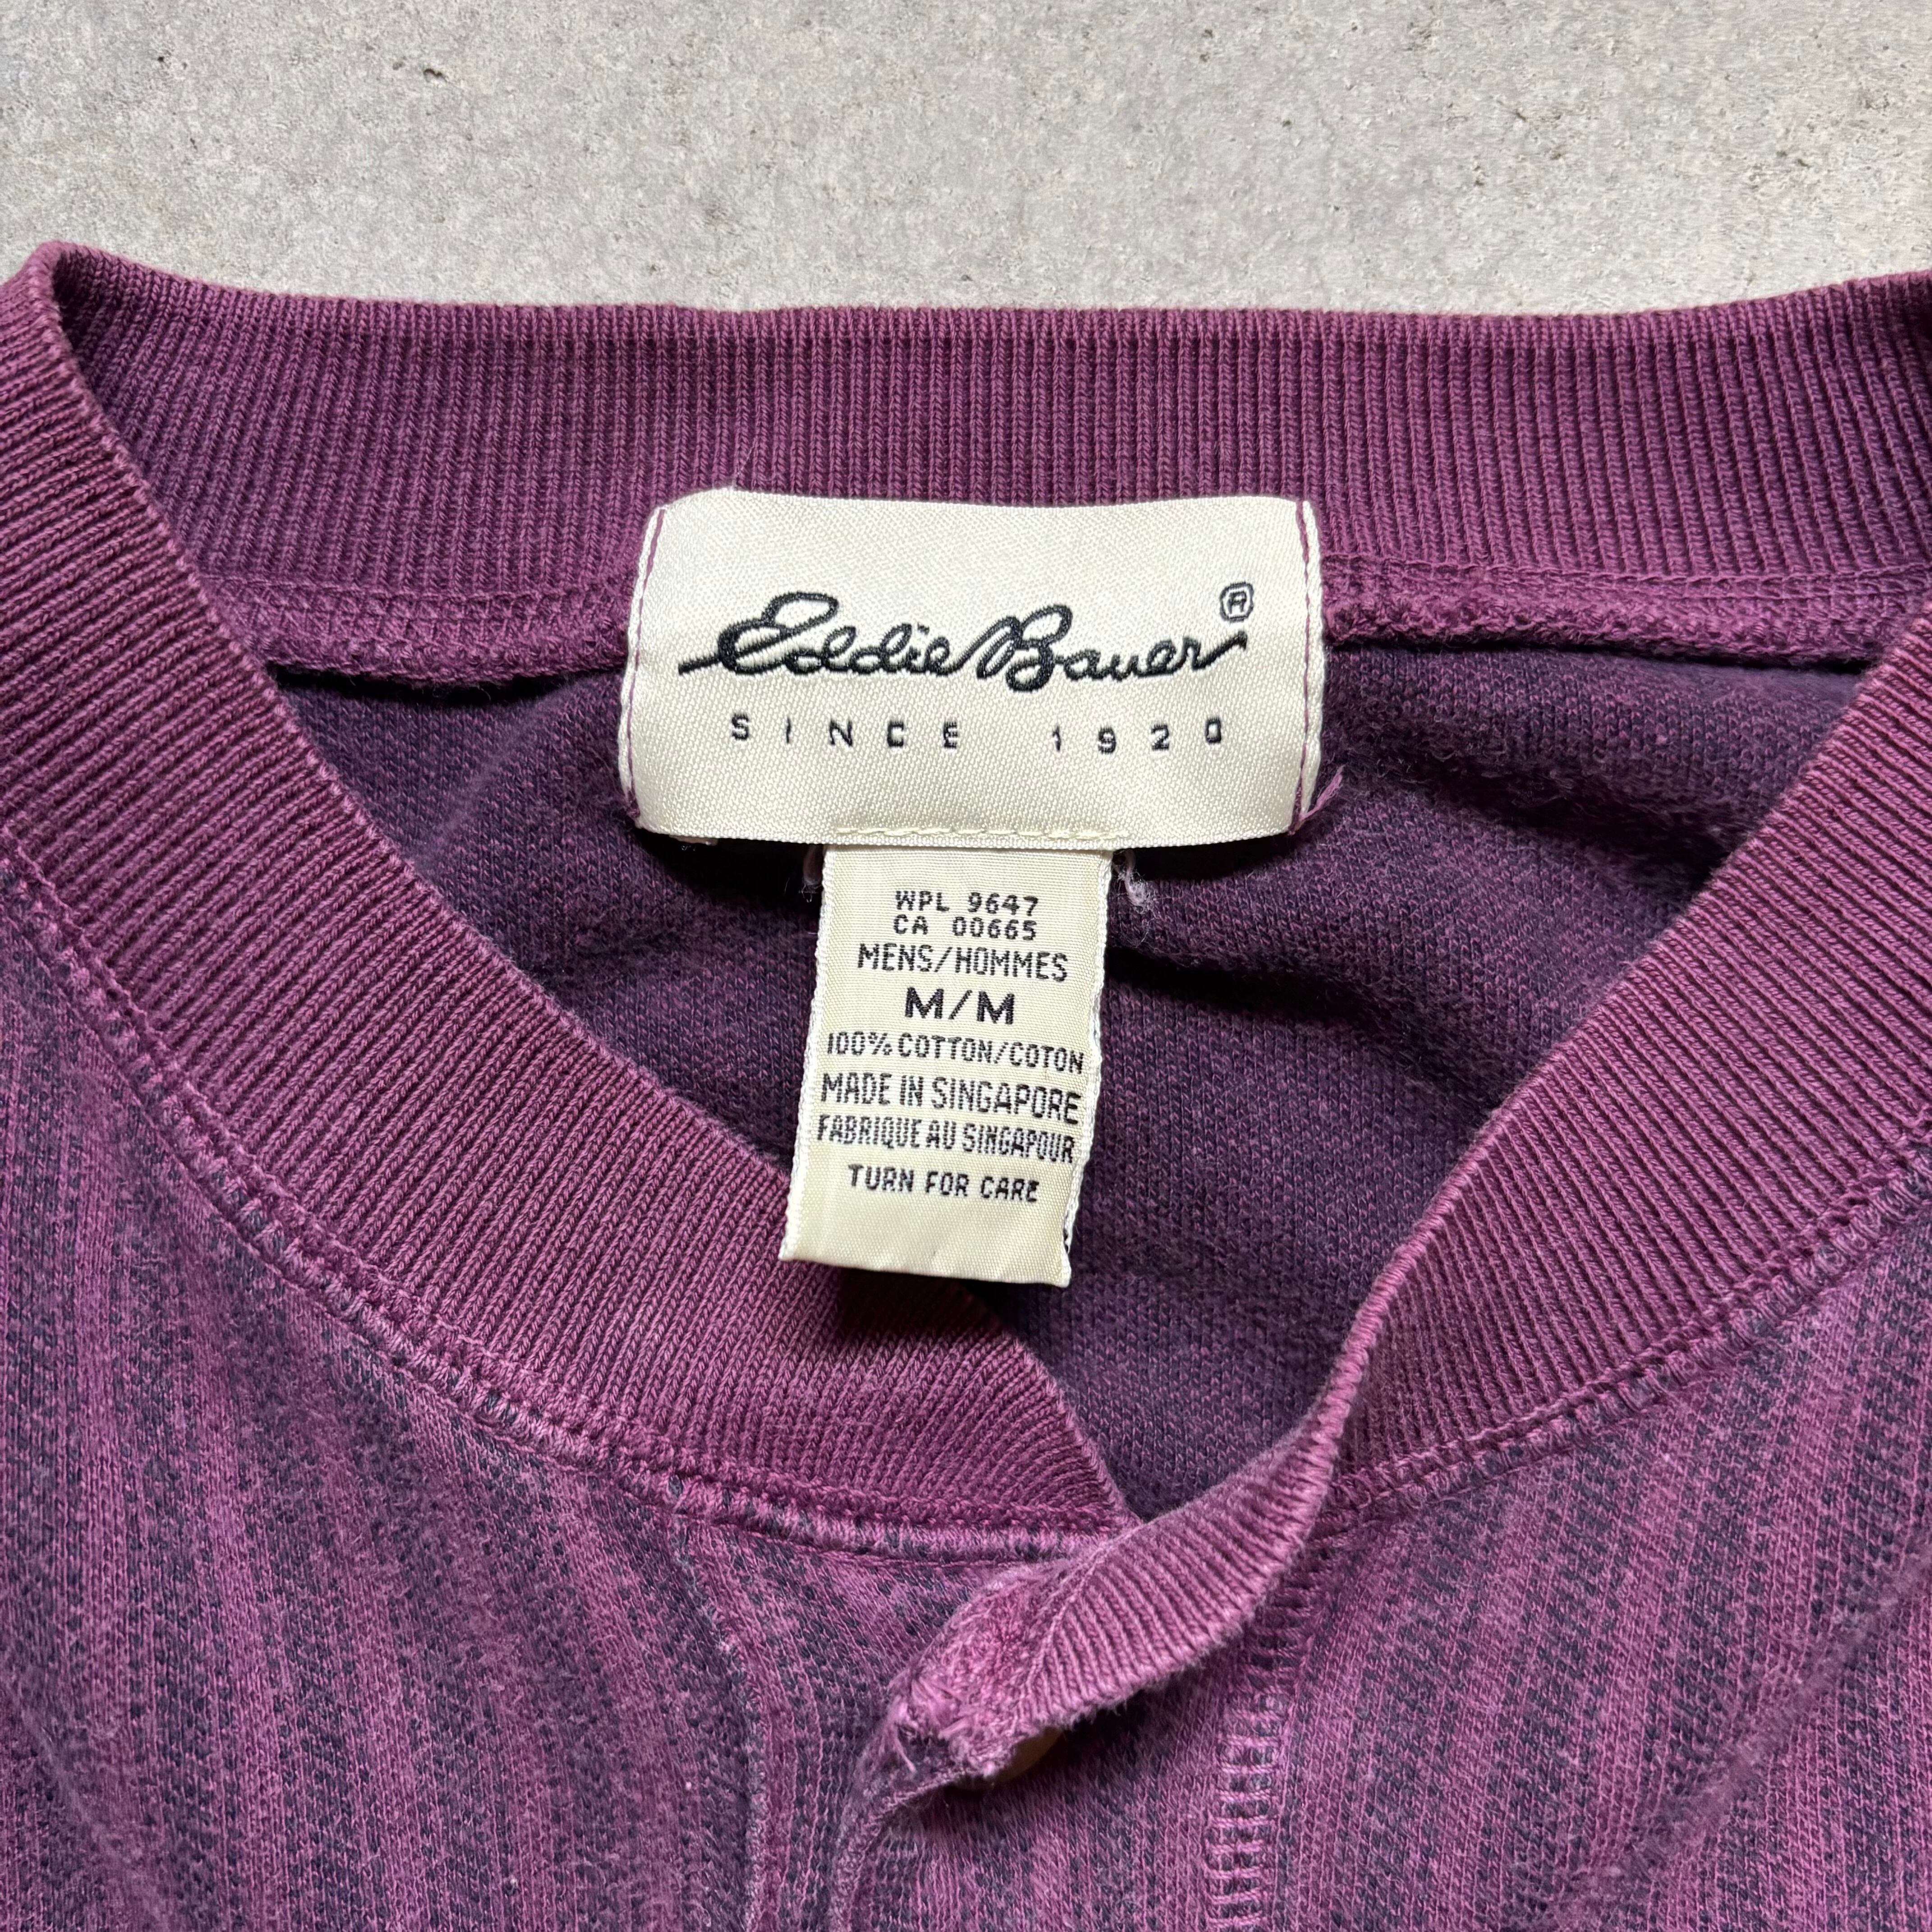 Eddie Bauer®
SINCE 1920
WPL 9647
CA 00665
MENS/HOMMES
M/M
100% COTTON/COTON
MADE IN SINGAPORE
FABRIQUE AU SINGAPOUR
TURN FOR CARE